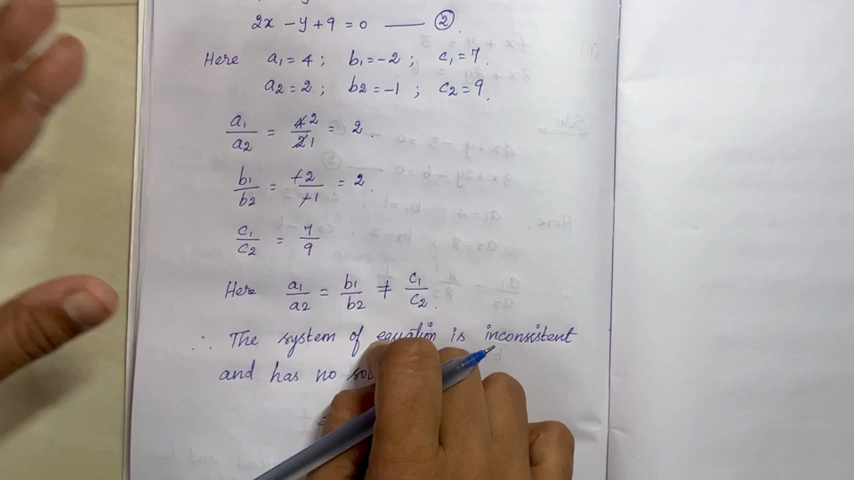 2x - y + 9 = 0 —— ②.
Here a1 = 4 ; b1 = -2 ; c1 = 7.
a2 = 2 ; b2 = -1 ; c2 = 9.
a1/a2 = 4 2/2 1 = 2.
b1/b2 = -2/-1 = 2.
c1/c2 = 7/9
Here a1/a2 = b1/b2 ≠ c1/c2.
∴ The system of equation is inconsistent
and has no